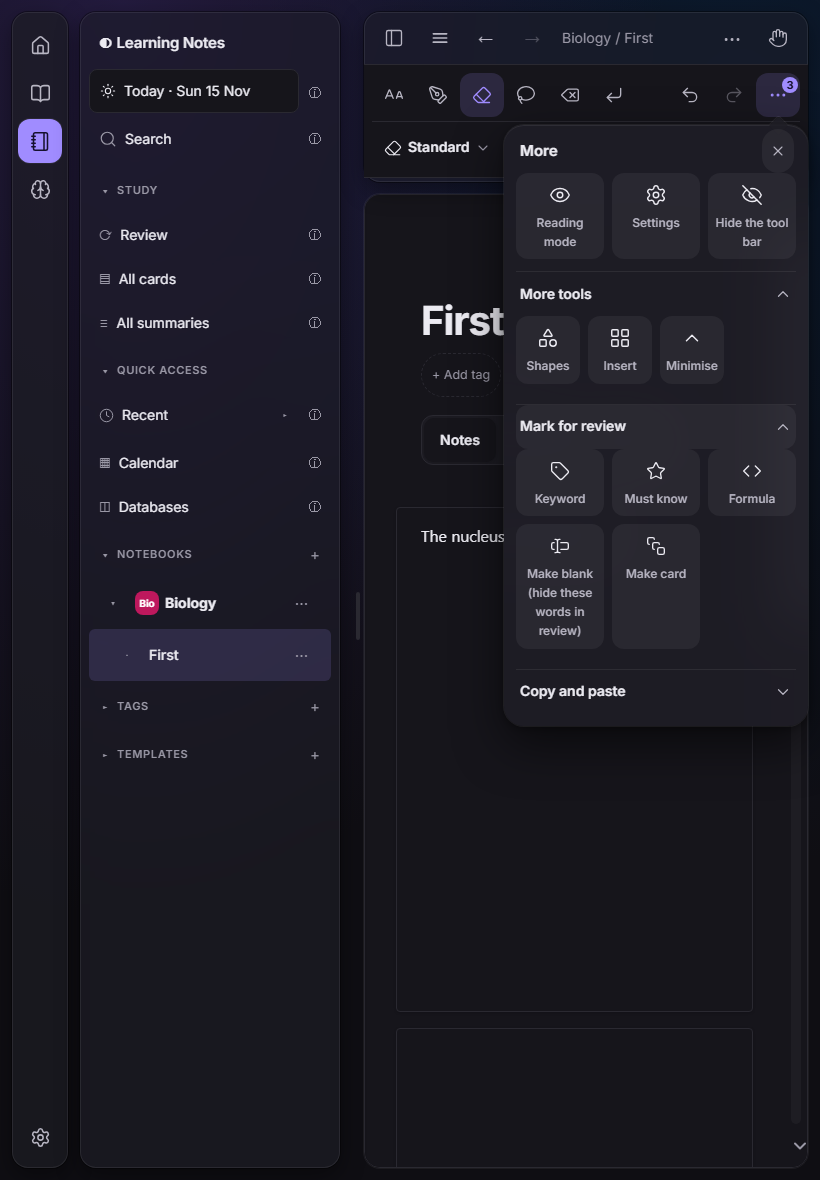 Learning Notes
Today · Sun 15 Nov
Search
STUDY
Review
All cards
All summaries
QUICK ACCESS
Recent
Calendar
Databases
NOTEBOOKS
Bio Biology
First
TAGS
TEMPLATES
Biology / First
AA
3
Standard
First
+ Add tag
Notes
The nucleus
More
Reading
mode
Settings
Hide the tool
bar
More tools
Shapes
Insert
Minimise
Mark for review
Keyword
Must know
Formula
Make blank
(hide these
words in
review)
Make card
Copy and paste